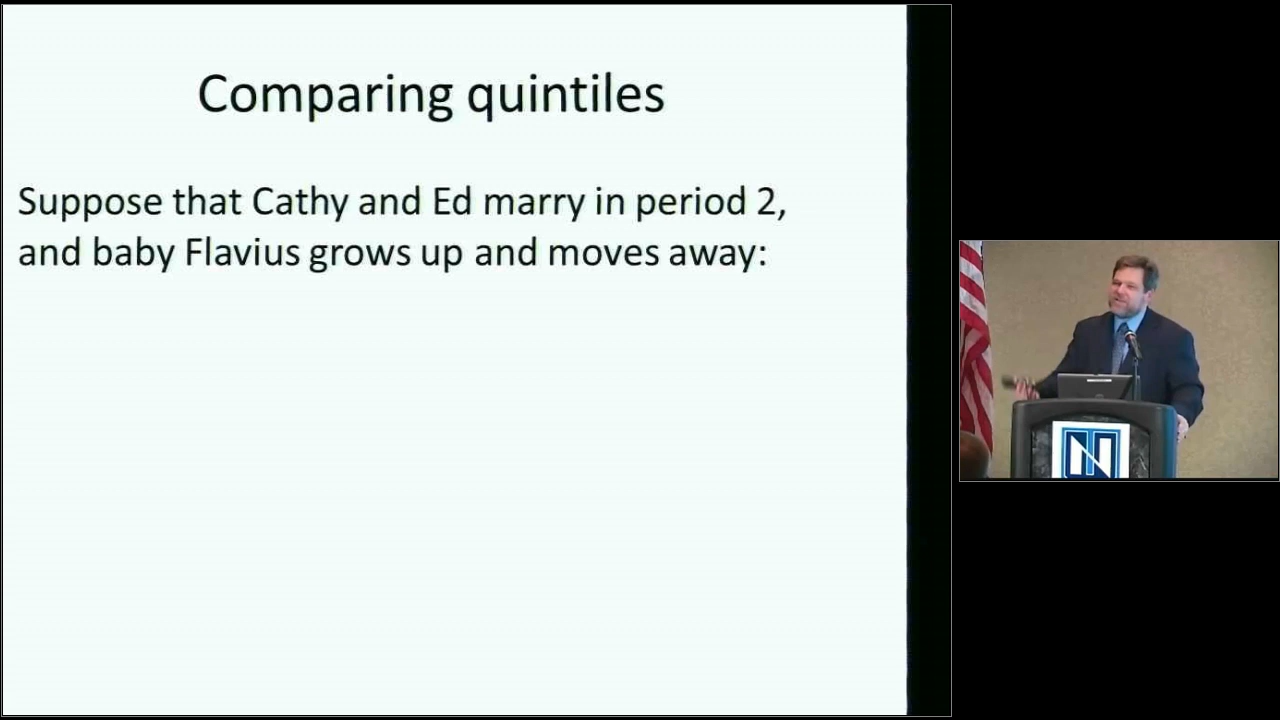 Comparing quintiles
Suppose that Cathy and Ed marry in period 2,
and baby Flavius grows up and moves away: